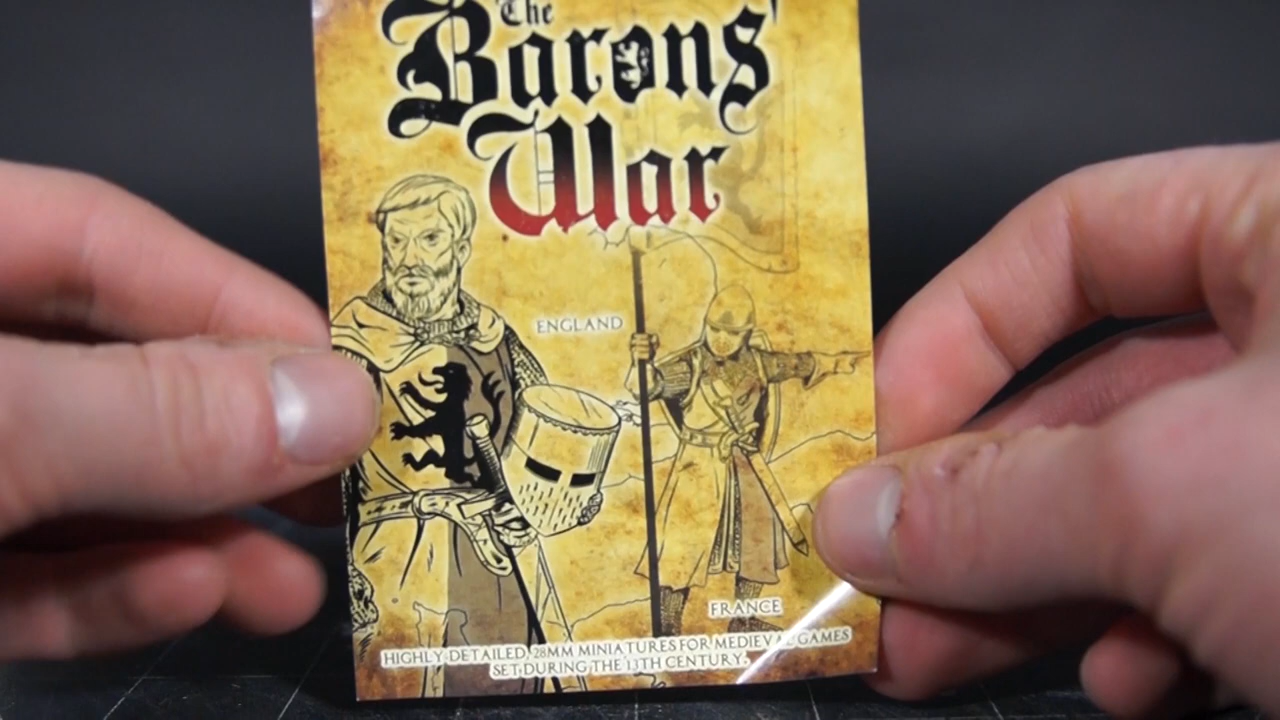 The
Barons'
War
ENGLAND
FRANCE
HIGHLY DETAILED, 28MM MINIATURES FOR MEDIEVAL GAMES
SET DURING THE 13TH CENTURY.